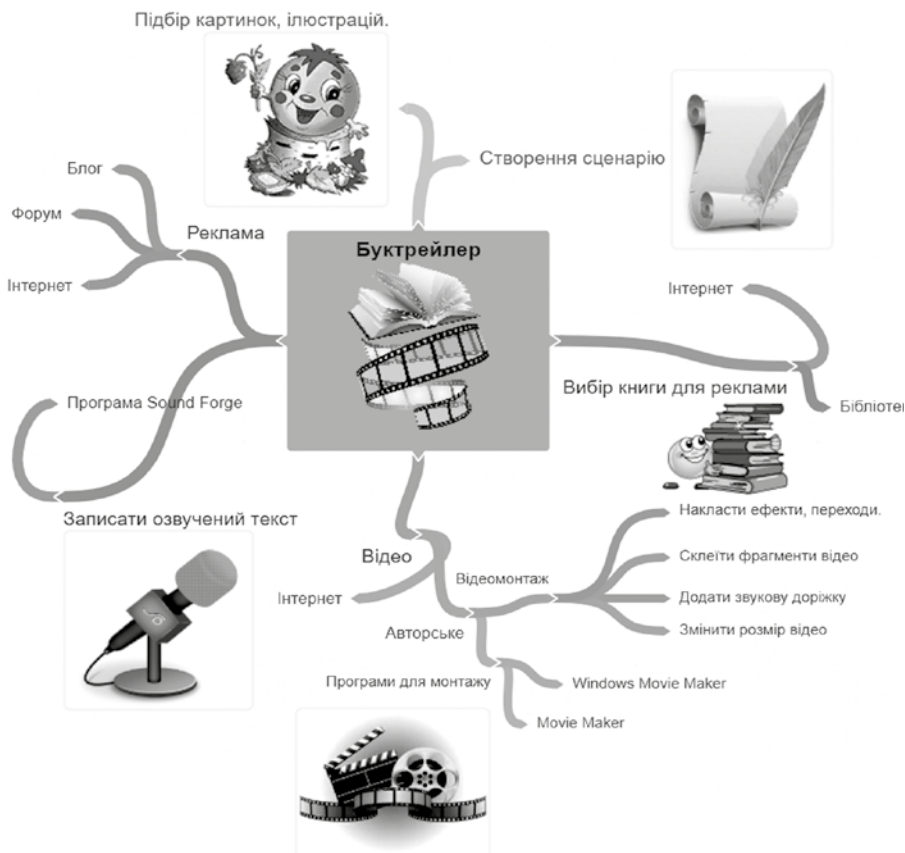 Підбір картинок, ілюстрацій.
Створення сценарію
Блог
Форум
Реклама
Інтернет
Буктрейлер
Інтернет
Вибір книги для реклами
Бібліотек
Програма Sound Forge
Записати озвучений текст
Відео
Інтернет
Відеомонтаж
Накласти ефекти, переходи.
Склеїти фрагменти відео
Додати звукову доріжку
Змінити розмір відео
Авторське
Програми для монтажу
Windows Movie Maker
Movie Maker